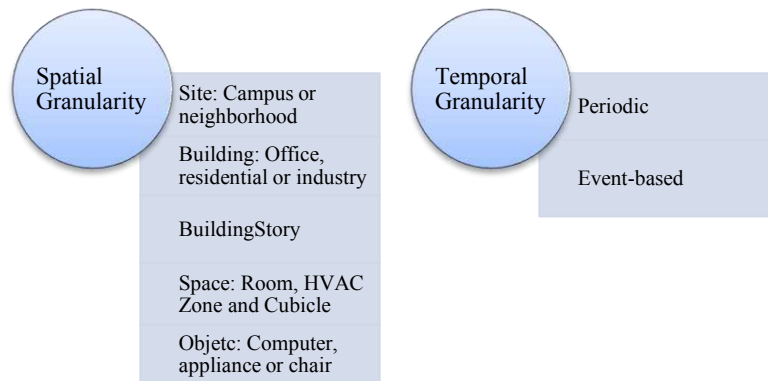 Spatial
Granularity
Site: Campus or
neighborhood
Building: Office,
residential or industry
BuildingStory
Space: Room, HVAC
Zone and Cubicle
Objetc: Computer,
appliance or chair
Temporal
Granularity
Periodic
Event-based